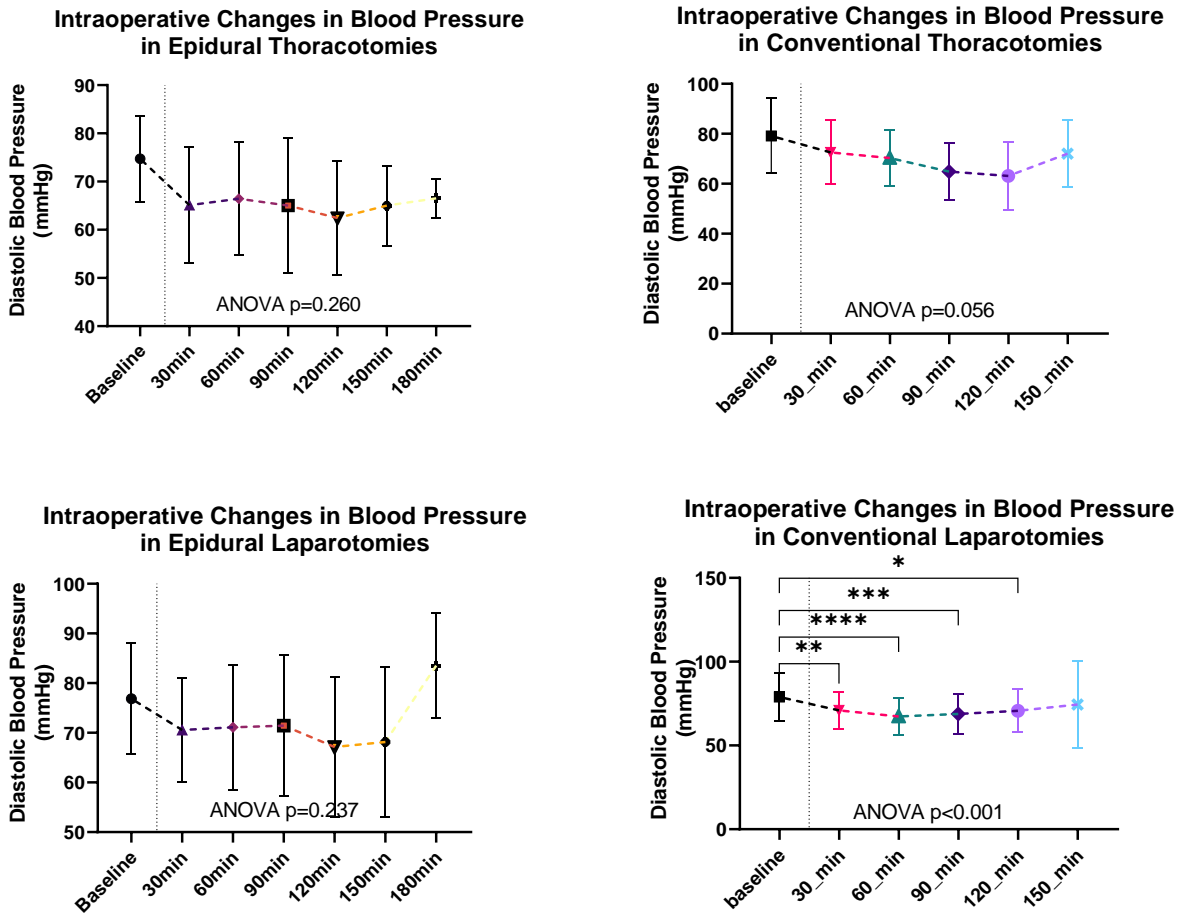 Intraoperative Changes in Blood Pressure
in Epidural Thoracotomies
Diastolic Blood Pressure
(mmHg)
90
80
70
60
50
40
ANOVA p=0.260
Baseline
30min
60min
90min
120min
150min
180min
Intraoperative Changes in Blood Pressure
in Conventional Thoracotomies
Diastolic Blood Pressure
(mmHg)
100
80
60
40
20
0
ANOVA p=0.056
baseline
30_min
60_min
90_min
120_min
150_min
Intraoperative Changes in Blood Pressure
in Epidural Laparotomies
Diastolic Blood Pressure
(mmHg)
100
90
80
70
60
50
ANOVA p=0.237
Baseline
30min
60min
90min
120min
150min
180min
Intraoperative Changes in Blood Pressure
in Conventional Laparotomies
Diastolic Blood Pressure
(mmHg)
150
100
50
0
*
***
****
**
ANOVA p<0.001
baseline
30_min
60_min
90_min
120_min
150_min